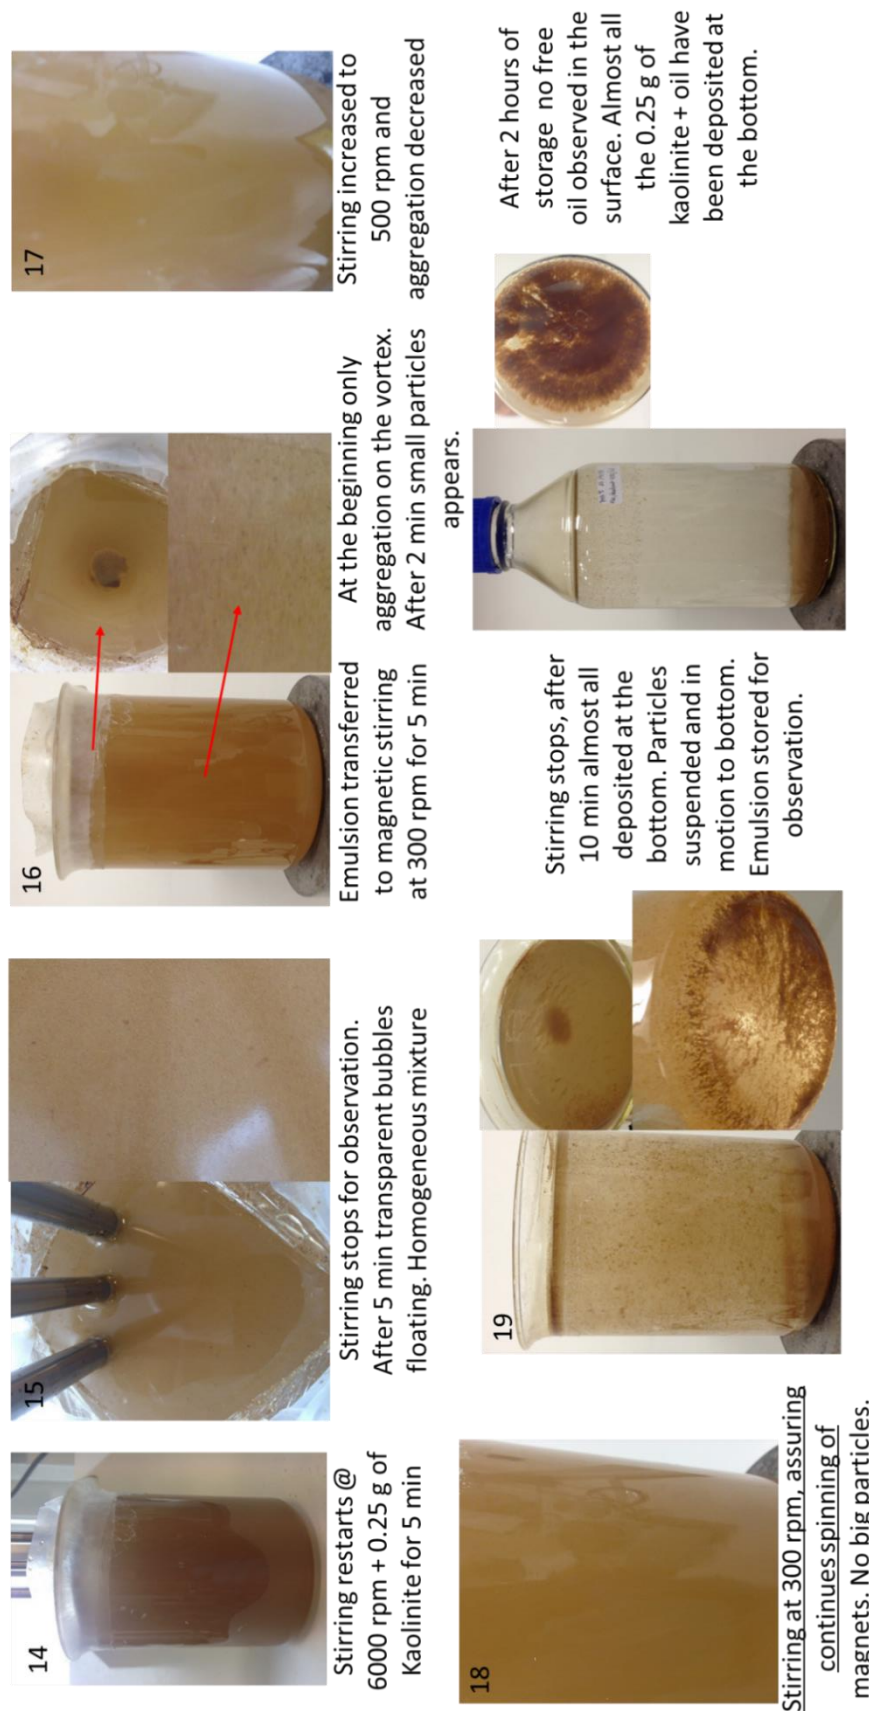 14
Stirring restarts @
6000 rpm + 0.25 g of
Kaolinite for 5 min
15
Stirring stops for observation.
After 5 min transparent bubbles
floating. Homogeneous mixture
16
Emulsion transferred
to magnetic stirring
at 300 rpm for 5 min
At the beginning only
aggregation on the vortex.
After 2 min small particles
appears.
17
Stirring increased to
500 rpm and
aggregation decreased
18
Stirring at 300 rpm, assuring
continues spinning of
magnets. No big particles.
19
Stirring stops, after
10 min almost all
deposited at the
bottom. Particles
suspended and in
motion to bottom.
Emulsion stored for
observation.
After 2 hours of
storage no free
oil observed in the
surface. Almost all
the 0.25 g of
kaolinite + oil have
been deposited at
the bottom.